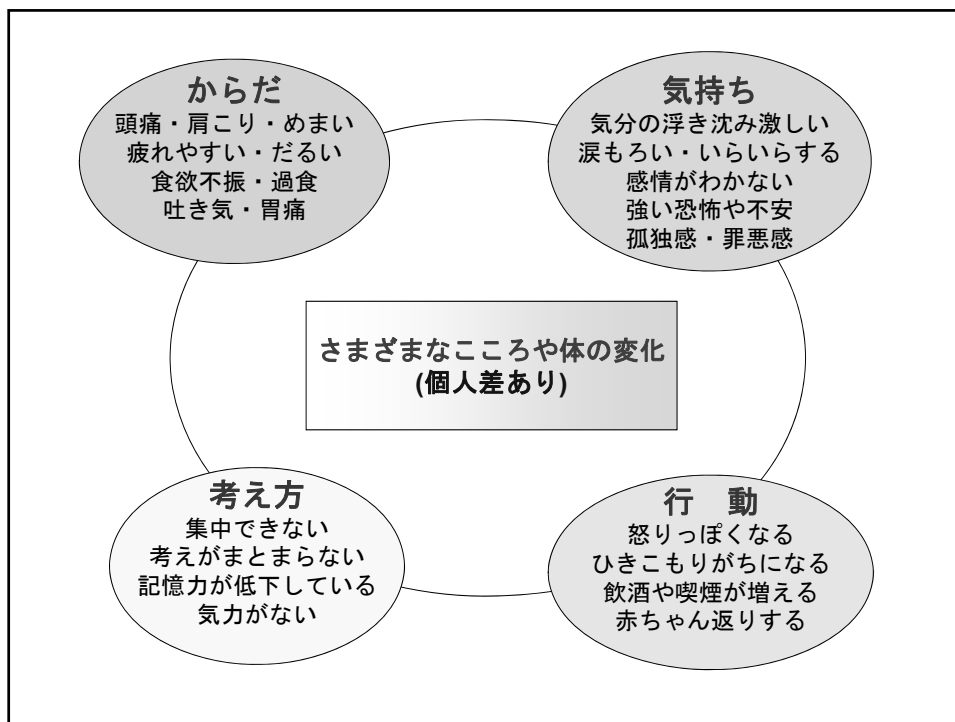 からだ
頭痛・肩こり・めまい
疲れやすい・だるい
食欲不振・過食
吐き気・胃痛
気持ち
気分の浮き沈み激しい
涙もろい・いらいらする
感情がわかない
強い恐怖や不安
孤独感・罪悪感
さまざまなこころや体の変化
(個人差あり)
考え方
集中できない
考えがまとまらない
記憶力が低下している
気力がない
行　動
怒りっぽくなる
ひきこもりがちになる
飲酒や喫煙が増える
赤ちゃん返りする